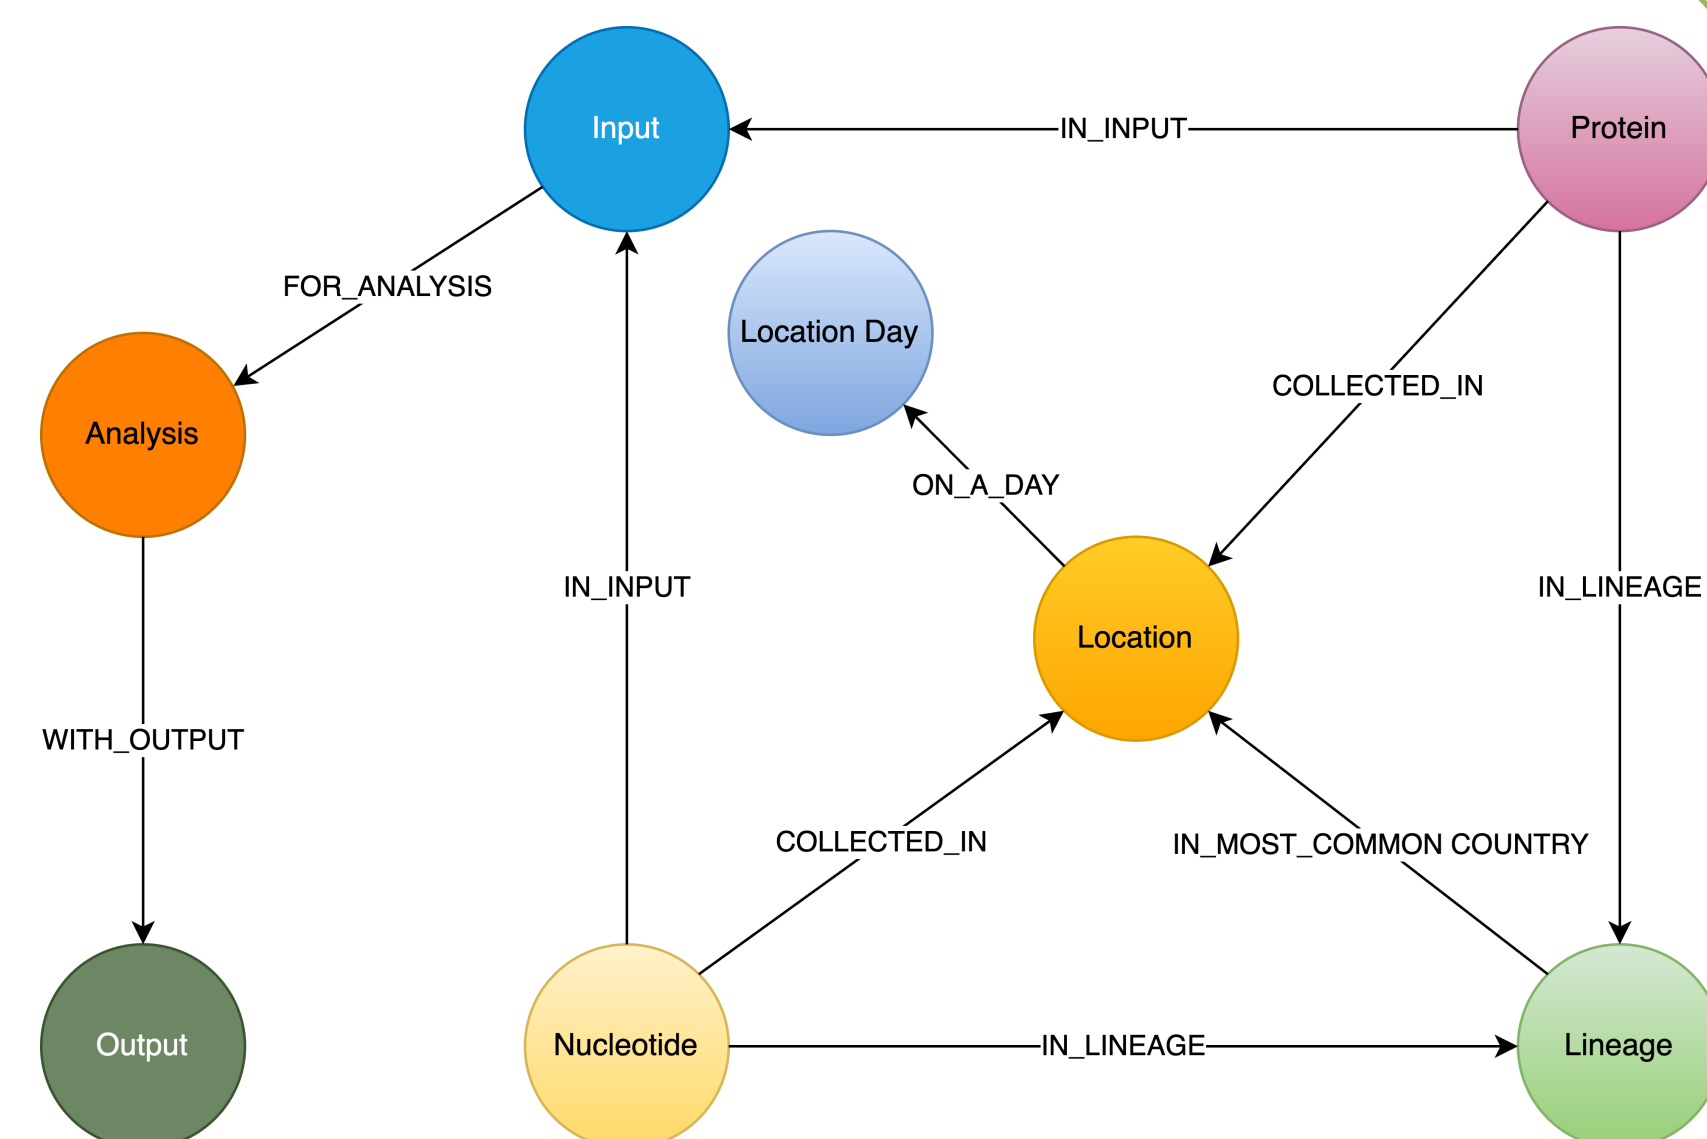 Input
IN_INPUT
Protein
FOR_ANALYSIS
Location Day
COLLECTED_IN
Analysis
ON_A_DAY
IN_INPUT
IN_LINEAGE
Location
WITH_OUTPUT
COLLECTED_IN
IN_MOST_COMMON COUNTRY
Output
Nucleotide
IN_LINEAGE
Lineage